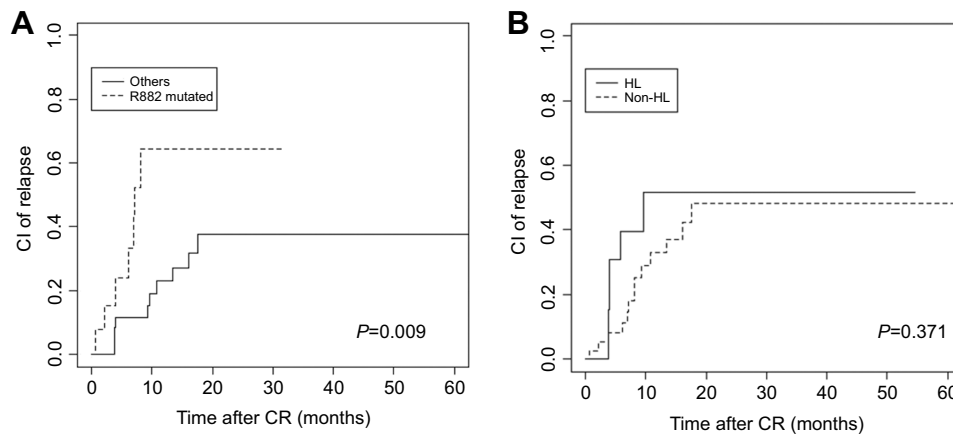 A
CI of relapse
1.0
0.8
0.6
0.4
0.2
0.0
Others
R882 mutated
P=0.009
0 10 20 30 40 50 60
Time after CR (months)
B
CI of relapse
1.0
0.8
0.6
0.4
0.2
0.0
HL
Non-HL
P=0.371
0 10 20 30 40 50 60
Time after CR (months)